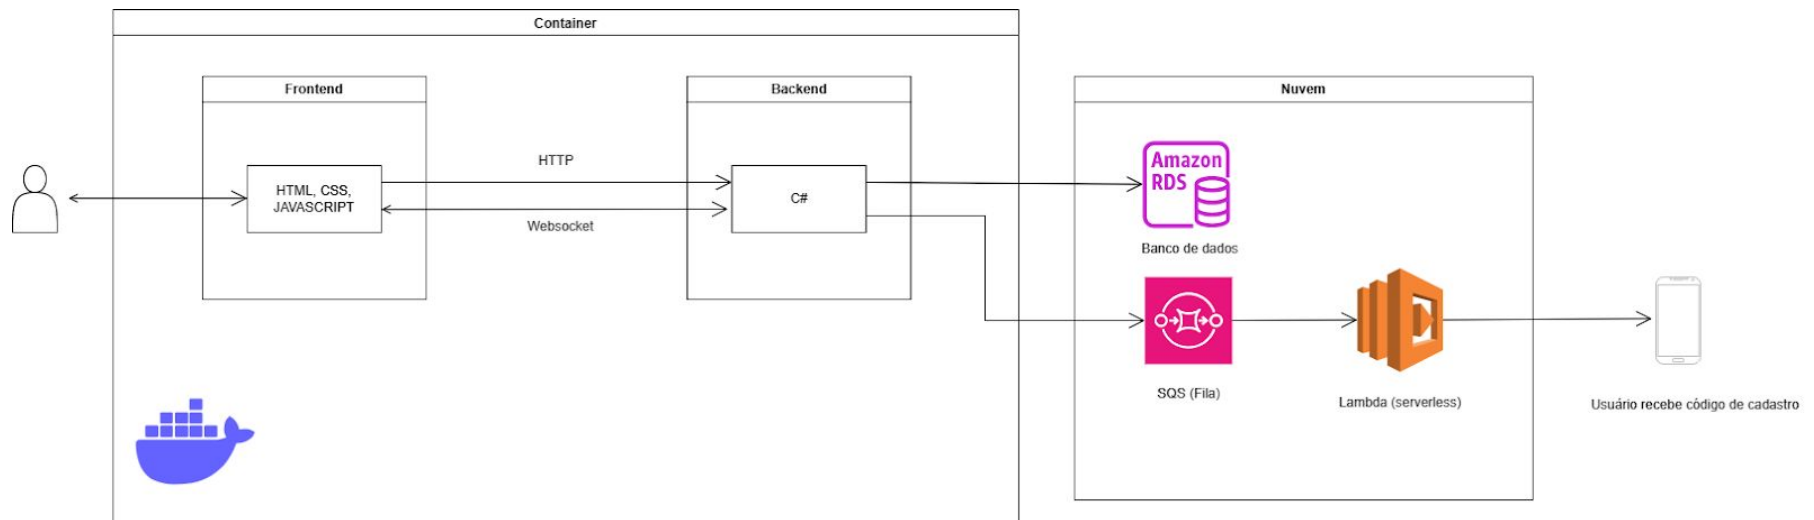 Container
Frontend
Backend
Nuvem
HTTP
Amazon
RDS
HTML, CSS,
JAVASCRIPT
C#
Websocket
Banco de dados
SQS (Fila)
Lambda (serverless)
Usuário recebe código de cadastro